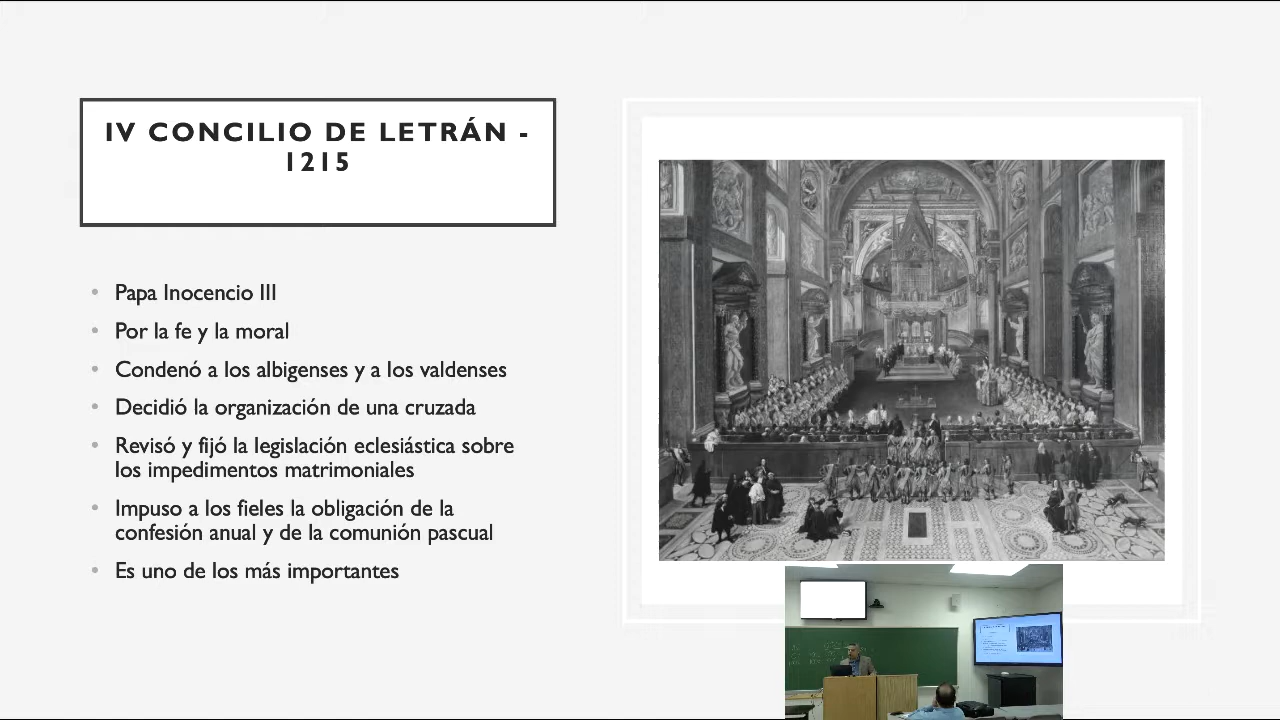 IV CONCILIO DE LETRÁN -
1215
• Papa Inocencio III
• Por la fe y la moral
• Condenó a los albigenses y a los valdenses
• Decidió la organización de una cruzada
• Revisó y fijó la legislación eclesiástica sobre
los impedimentos matrimoniales
• Impuso a los fieles la obligación de la
confesión anual y de la comunión pascual
• Es uno de los más importantes